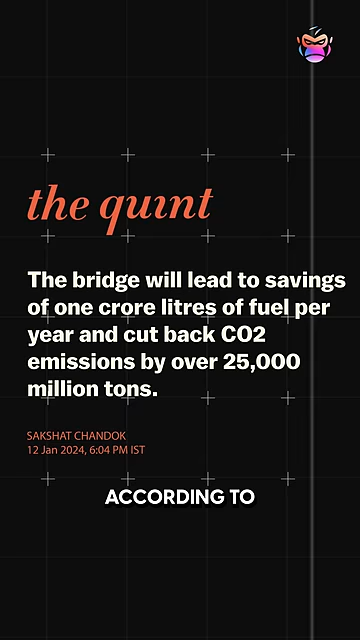 the quint
The bridge will lead to savings
of one crore litres of fuel per
year and cut back CO2
emissions by over 25,000
million tons.
SAKSHAT CHANDOK
12 Jan 2024, 6:04 PM IST
ACCORDING TO